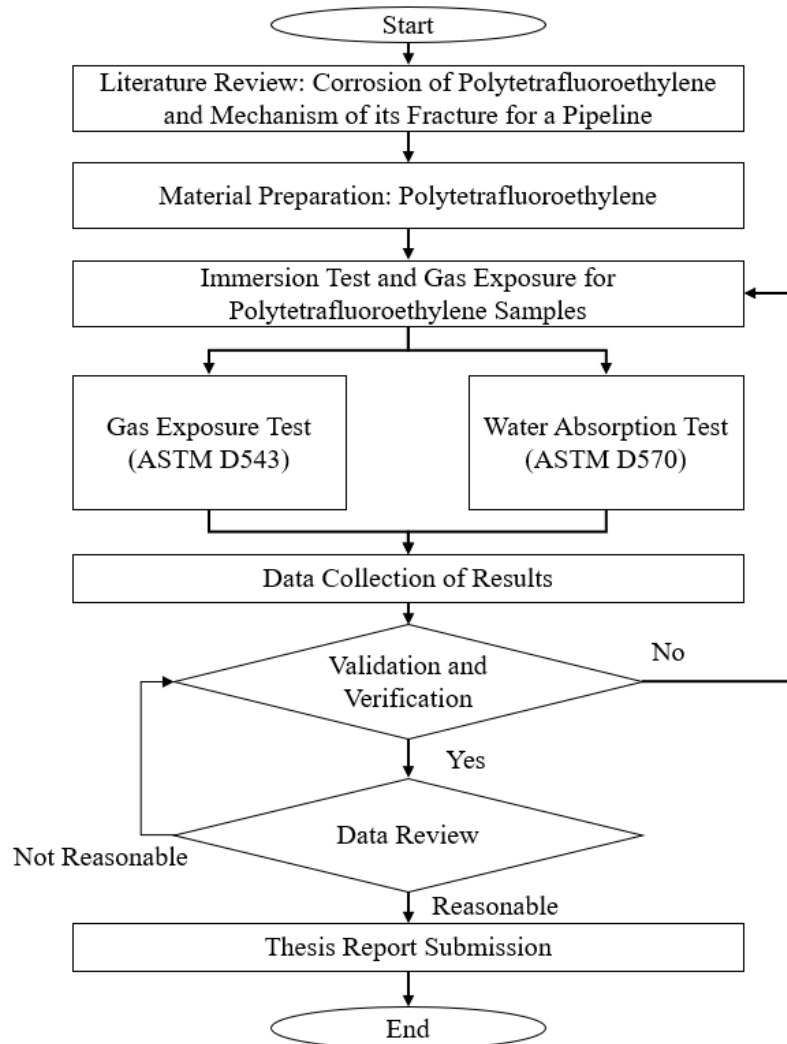 Start
Literature Review: Corrosion of Polytetrafluoroethylene
and Mechanism of its Fracture for a Pipeline
Material Preparation: Polytetrafluoroethylene
Immersion Test and Gas Exposure for
Polytetrafluoroethylene Samples
Gas Exposure Test
(ASTM D543)
Water Absorption Test
(ASTM D570)
Data Collection of Results
Validation and
Verification
No
Yes
Data Review
Not Reasonable
Reasonable
Thesis Report Submission
End